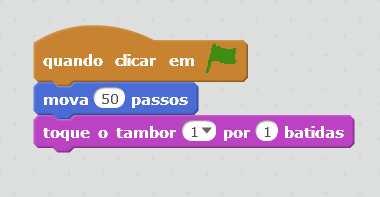 quando clicar em
mova 50 passos
toque o tambor 1 por 1 batidas